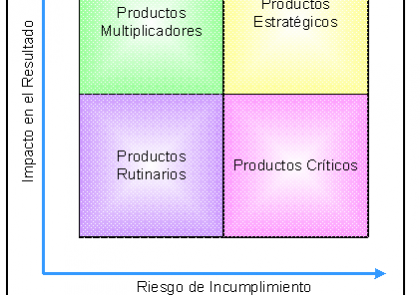 Productos
Multiplicadores
Productos
Estratégicos
Impacto en el Resultado
Productos
Rutinarios
Productos Críticos
Riesgo de Incumplimiento